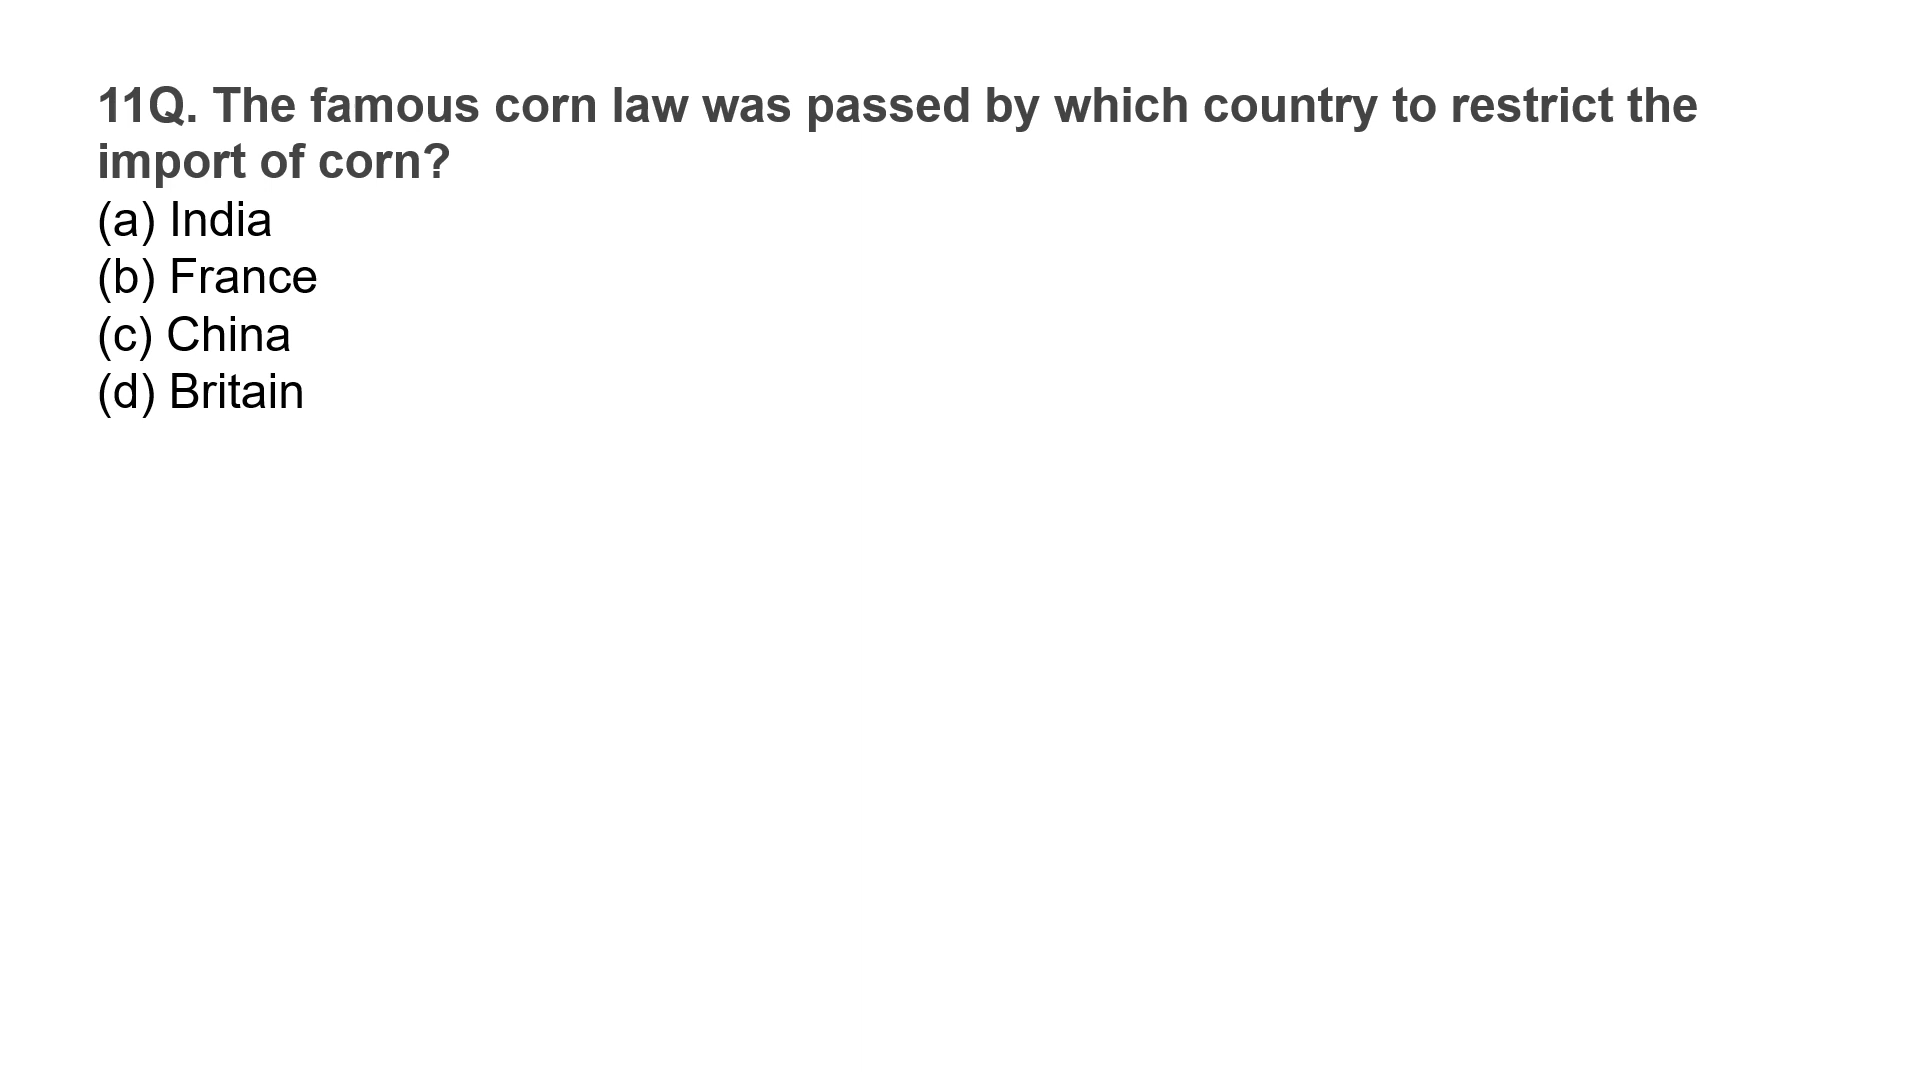 11Q. The famous corn law was passed by which country to restrict the
import of corn?
(a) India
(b) France
(c) China
(d) Britain